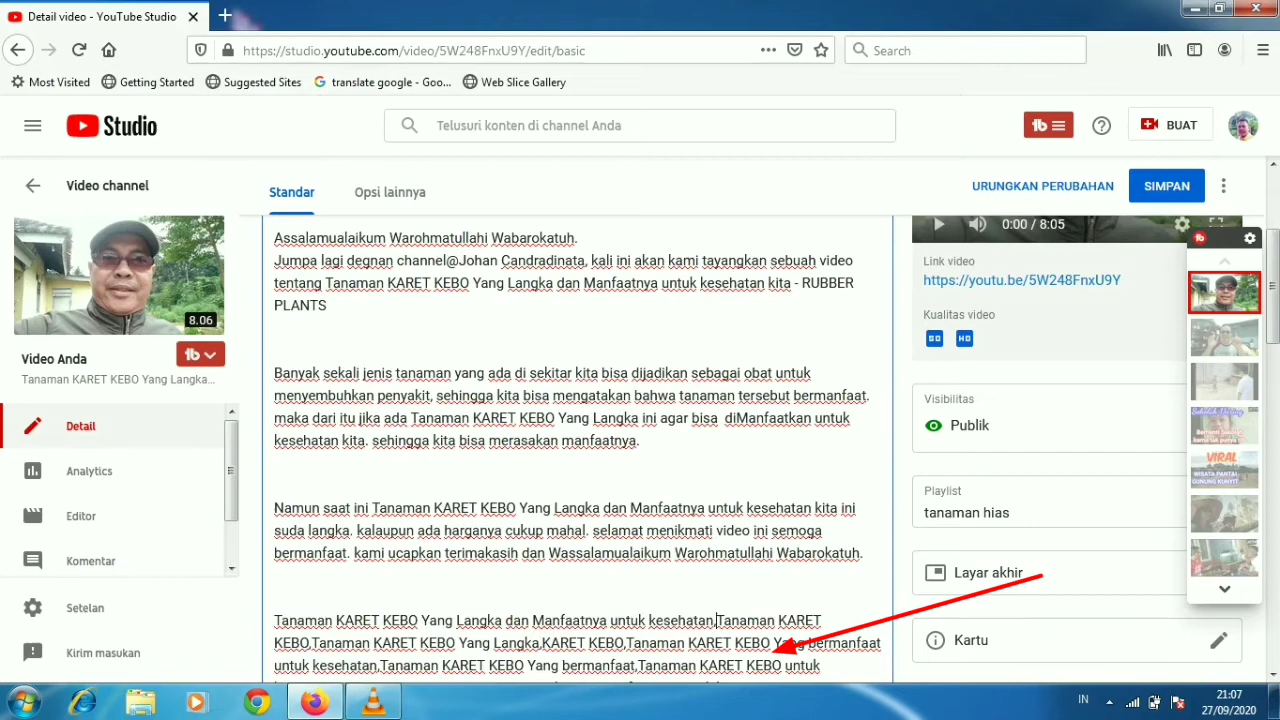 Detail video - YouTube Studio
https://studio.youtube.com/video/5W248FnxU9Y/edit/basic
Search
Most Visited
Getting Started
Suggested Sites
translate google - Goo...
Web Slice Gallery
Studio
Telusuri konten di channel Anda
tb
BUAT
Video channel
Standar
Opsi lainnya
URUNGKAN PERUBAHAN
SIMPAN
8.06
Video Anda
tb
Tanaman KARET KEBO Yang Langka...
Detail
Analytics
Editor
Komentar
Setelan
Kirim masukan
Assalamualaikum Warohmatullahi Wabarokatuh.
Jumpa lagi degnan channel@Johan Candradinata, kali ini akan kami tayangkan sebuah video
tentang Tanaman KARET KEBO Yang Langka dan Manfaatnya untuk kesehatan kita - RUBBER
PLANTS
Banyak sekali jenis tanaman yang ada di sekitar kita bisa dijadikan sebagai obat untuk
menyembuhkan penyakit, sehingga kita bisa mengatakan bahwa tanaman tersebut bermanfaat.
maka dari itu jika ada Tanaman KARET KEBO Yang Langka ini agar bisa  diManfaatkan untuk
kesehatan kita. sehingga kita bisa merasakan manfaatnya.
Namun saat ini Tanaman KARET KEBO Yang Langka dan Manfaatnya untuk kesehatan kita ini
suda langka. kalaupun ada harganya cukup mahal. selamat menikmati video ini semoga
bermanfaat. kami ucapkan terimakasih dan Wassalamualaikum Warohmatullahi Wabarokatuh.
Tanaman KARET KEBO Yang Langka dan Manfaatnya untuk kesehatan,Tanaman KARET
KEBO,Tanaman KARET KEBO Yang Langka,KARET KEBO,Tanaman KARET KEBO Yang bermanfaat
untuk kesehatan,Tanaman KARET KEBO Yang bermanfaat,Tanaman KARET KEBO untuk
0:00 / 8:05
tb
Link video
https://youtu.be/5W248FnxU9Y
Kualitas video
SD
HD
Visibilitas
Publik
Playlist
tanaman hias
Layar akhir
Kartu
VIRAL
WISATA PANTAI
GUNUNG KUNYIT
IN
21:07
27/09/2020